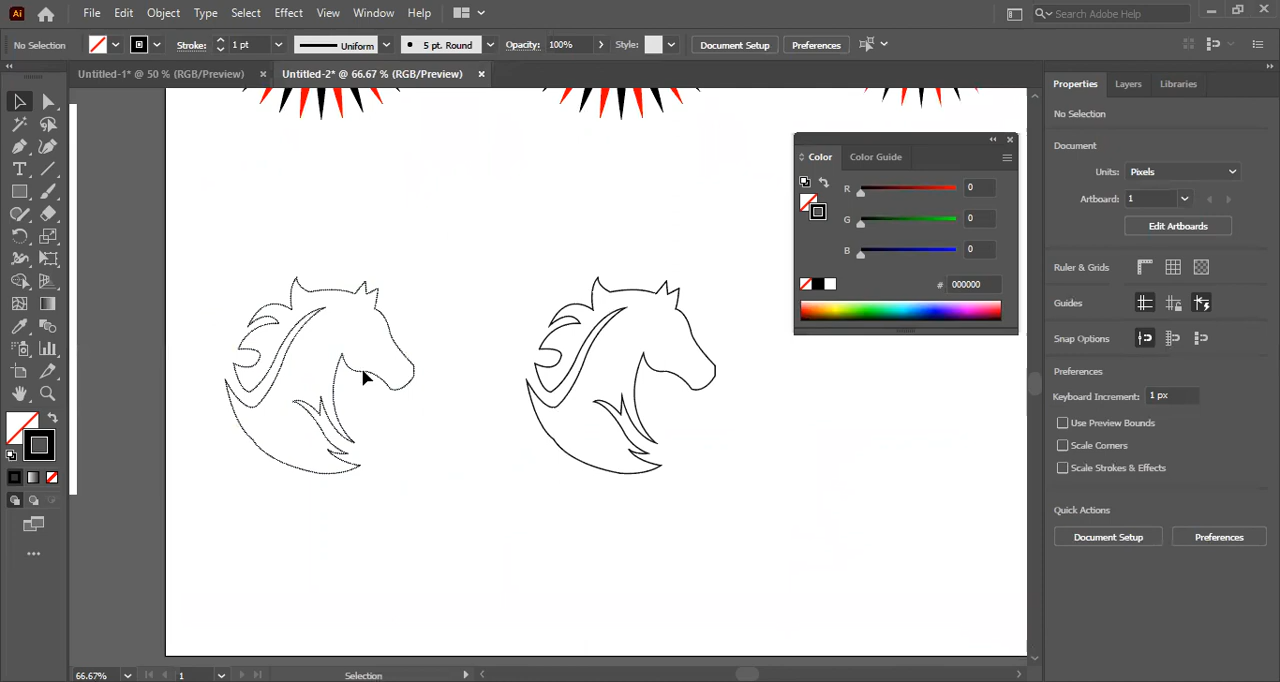 Ai File Edit Object Type Select Effect View Window Help Search Adobe Help
No Selection Stroke: 1 pt Uniform 5 pt. Round Opacity: 100% Style: Document Setup Preferences
Untitled-1* @ 50 % (RGB/Preview) Untitled-2* @ 66.67 % (RGB/Preview)
Properties Layers Libraries
No Selection
Document
Units: Pixels
Artboard: 1
Edit Artboards
Ruler & Grids
Guides
Snap Options
Preferences
Keyboard Increment: 1 px
Use Preview Bounds
Scale Corners
Scale Strokes & Effects
Quick Actions
Document Setup Preferences
Color Color Guide
R 0
G 0
B 0
# 000000
66.67% 1 Selection